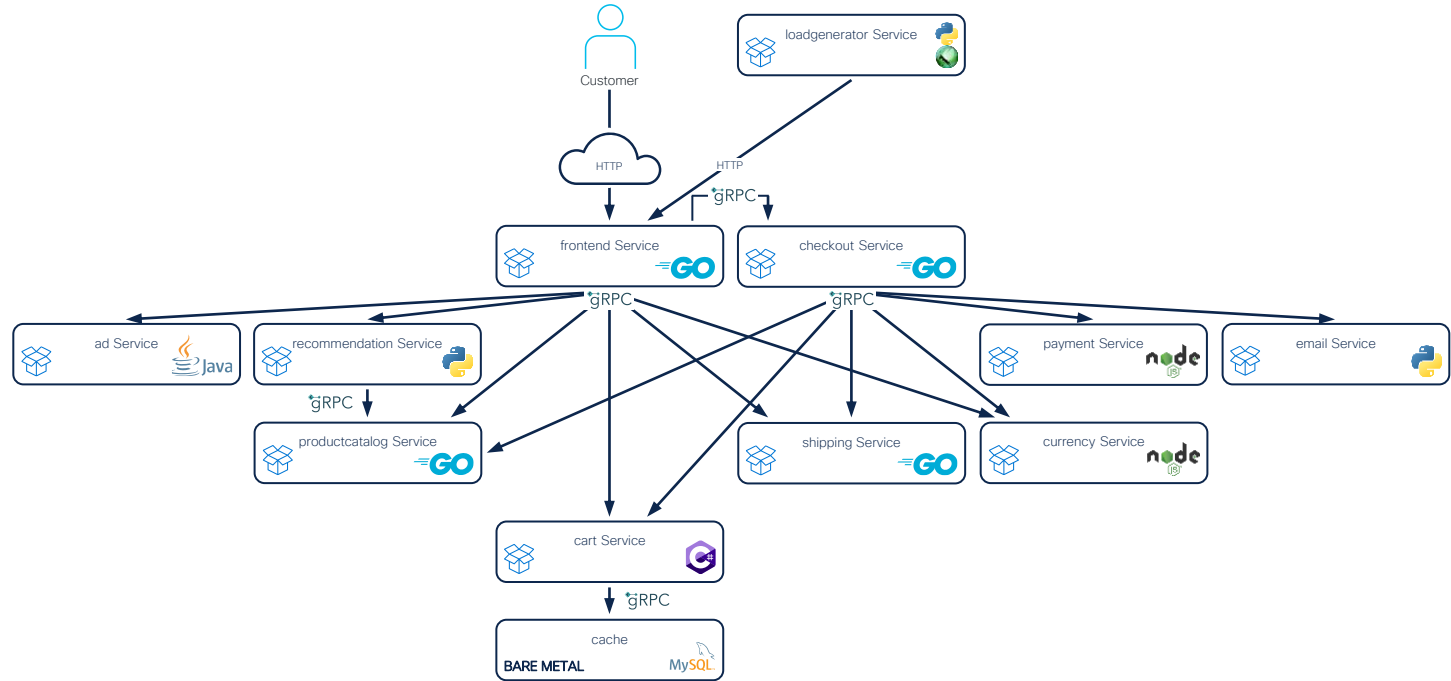 loadgenerator Service
Customer
HTTP
HTTP
gRPC
frontend Service
GO
checkout Service
GO
gRPC
gRPC
ad Service
Java
recommendation Service
payment Service
node
JS
email Service
gRPC
productcatalog Service
GO
shipping Service
GO
currency Service
node
JS
cart Service
C#
gRPC
cache
BARE METAL
MySQL